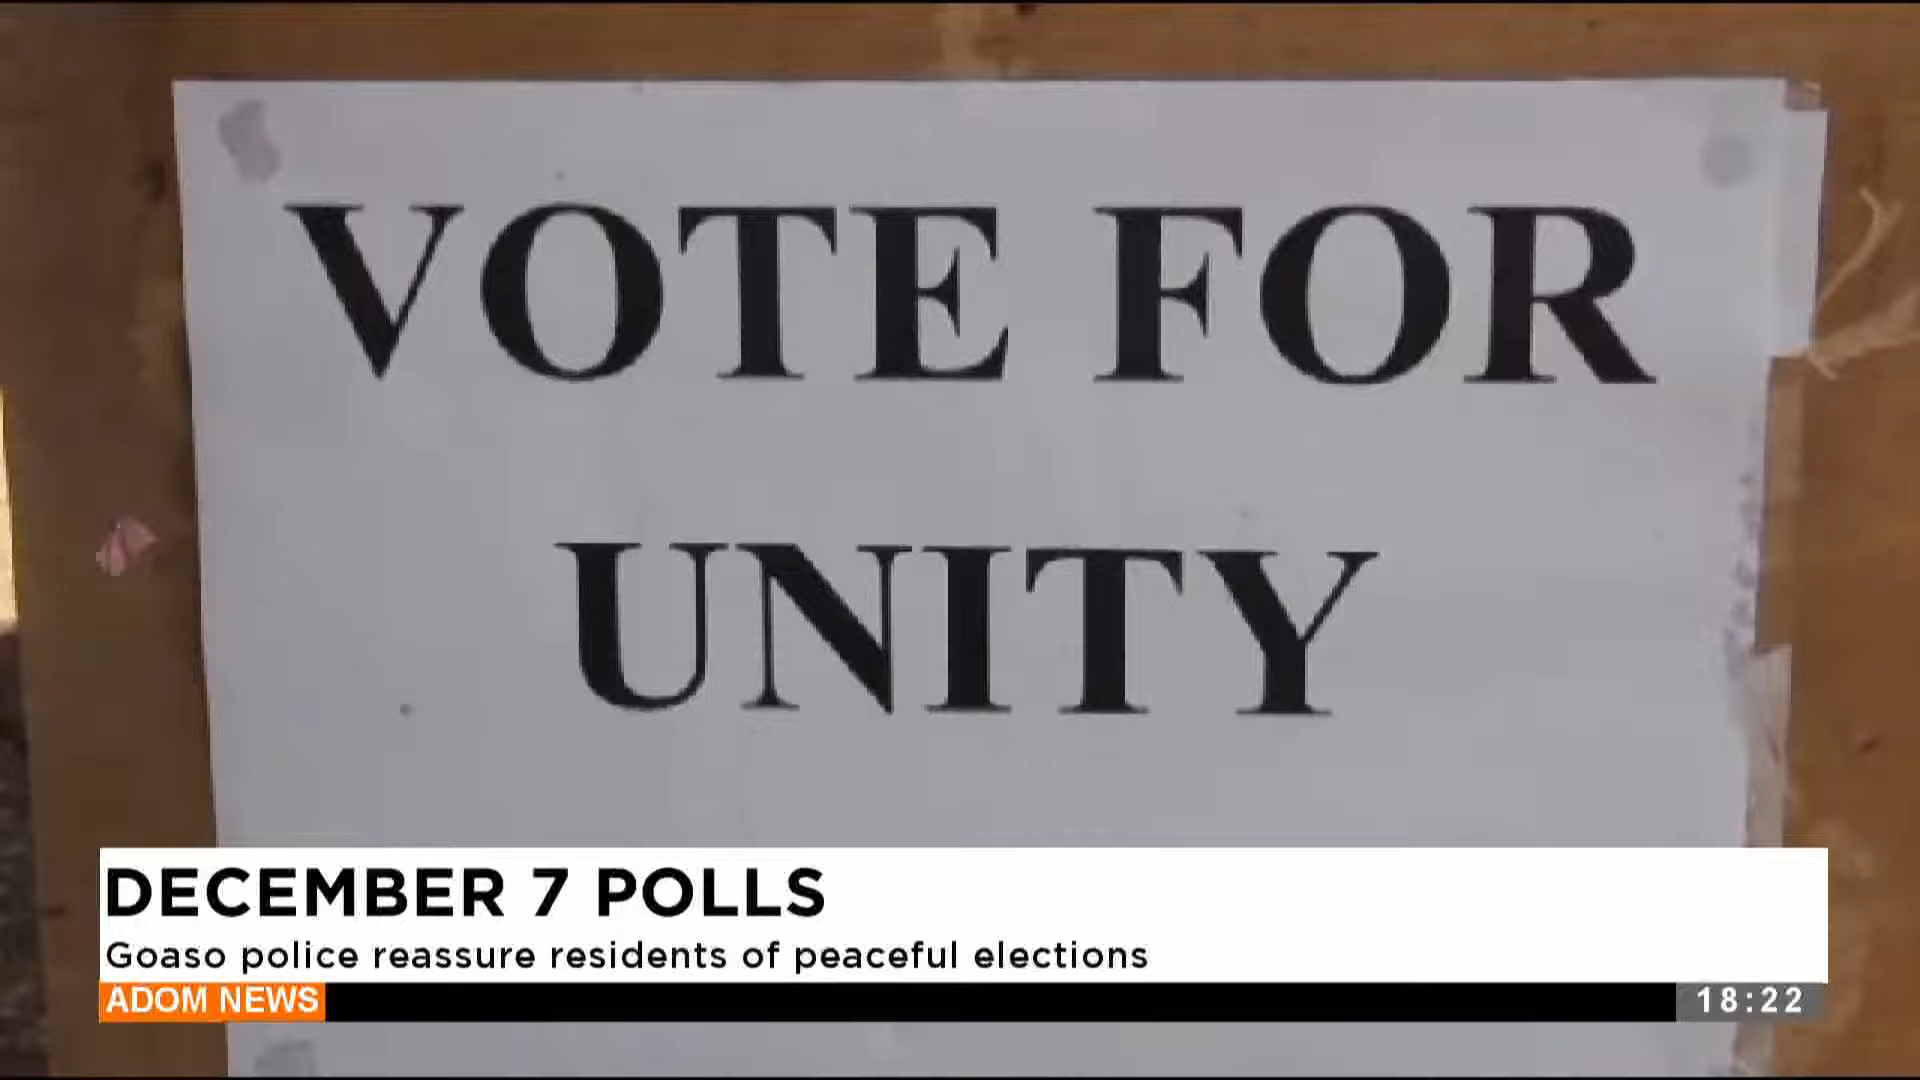 VOTE FOR
UNITY
DECEMBER 7 POLLS
Goaso police reassure residents of peaceful elections
ADOM NEWS
18:22